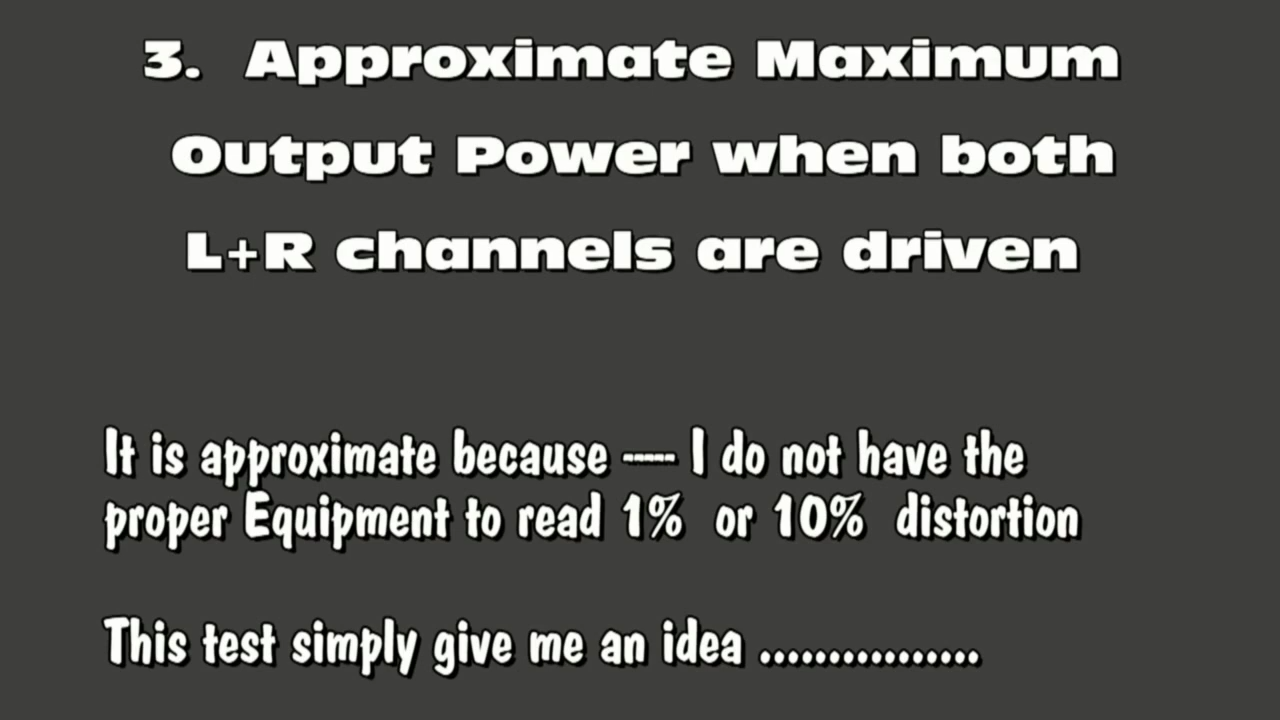 3. Approximate Maximum
Output Power when both
L+R channels are driven
It is approximate because ----- I do not have the
proper Equipment to read 1% or 10% distortion
This test simply give me an idea ................